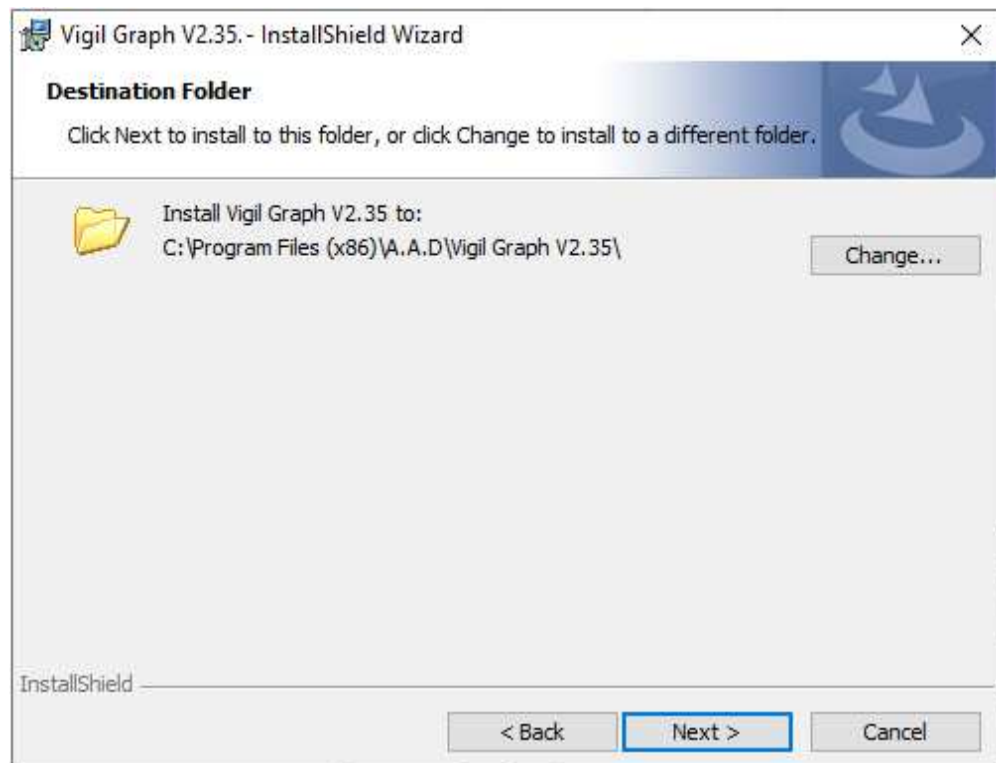 Vigil Graph V2.35. - InstallShield Wizard
Destination Folder
Click Next to install to this folder, or click Change to install to a different folder.
Install Vigil Graph V2.35 to:
C:\Program Files (x86)\A.A.D\Vigil Graph V2.35\
Change...
InstallShield
< Back
Next >
Cancel